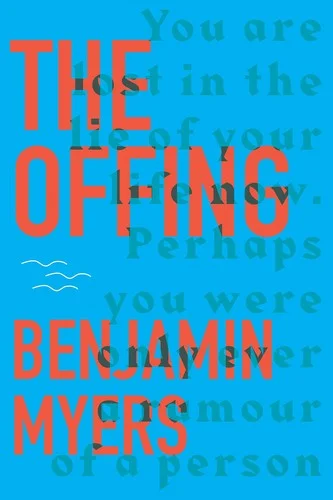 THE
OFFING
BENJAMIN
MYERS
You are
lost in the
lie of your
life now.
Perhaps
you were
only ever
a rumour
of a person